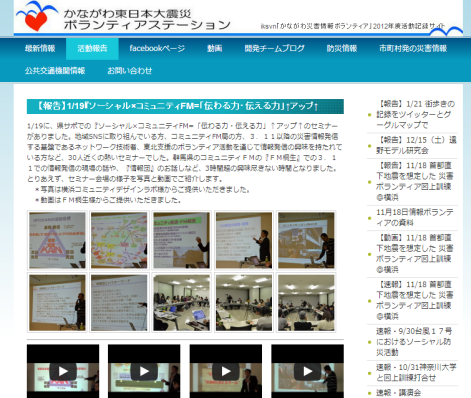 かながわ東日本大震災
ボランティアステーション
iksvn『かながわ災害情報ボランティア』2012年度活動記録サイト
最新情報
活動報告
facebookページ
動画
開発チームブログ
防災情報
市町村発の災害情報
公共交通機関情報
お問い合わせ
【報告】1/19『ソーシャル×コミュニティFM=「伝わる力・伝える力」↑アップ↑
1/19に、県サポでの『ソーシャル×コミュニティFM=「伝わる力・伝える力」↑アップ↑のセミナー
がありました。地域SNSに取り組んでいる方、コミュニティFM局の方、３．１１以降の災害情報発信
する基盤であるネットワーク技術者、東北支援のボランティア活動を通して情報発信の興味を持たれて
いる方など、30人近くの熱いセミナーでした。群馬県のコミュニティＦＭの『ＦＭ桐生』での３．１
１での情報発信の現場の話や、『情報団』のお話しなど、3時間超の興味尽きない時間となりました。
とりあえず、セミナー会場の様子を写真と動画でご紹介します。
＊写真は横浜コミュニティデザインラボ様からご提供いただきました。
＊動画はＦＭ桐生様からご提供いただきました。
【報告】1/21 街歩きの
記録をツイッターとグ
ーグルマップで
【報告】12/15（土）遠
野モデル研究会
【報告】11/18 首都直
下地震を想定した 災害
ボランティア図上訓練
@横浜
11月18日情報ボランテ
ィアの資料
【動画】11/18 首都直
下地震を想定した 災害
ボランティア図上訓練
@横浜
【速報】11/18 首都直
下地震を想定した 災害
ボランティア図上訓練
@横浜
速報・9/30台風１７号
におけるソーシャル防
災活動
速報・10/31神奈川大学
と図上訓練打合せ
速報・講演会